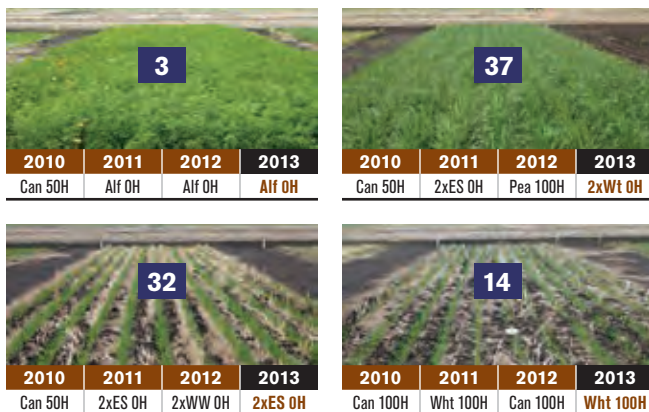 3
37
2010 2011 2012 2013
Can 50H Alf 0H Alf 0H Alf 0H
2010 2011 2012 2013
Can 50H 2xES 0H Pea 100H 2xWt 0H
32
14
2010 2011 2012 2013
Can 50H 2xES 0H 2xWW 0H 2xES 0H
2010 2011 2012 2013
Can 100H Wht 100H Can 100H Wht 100H